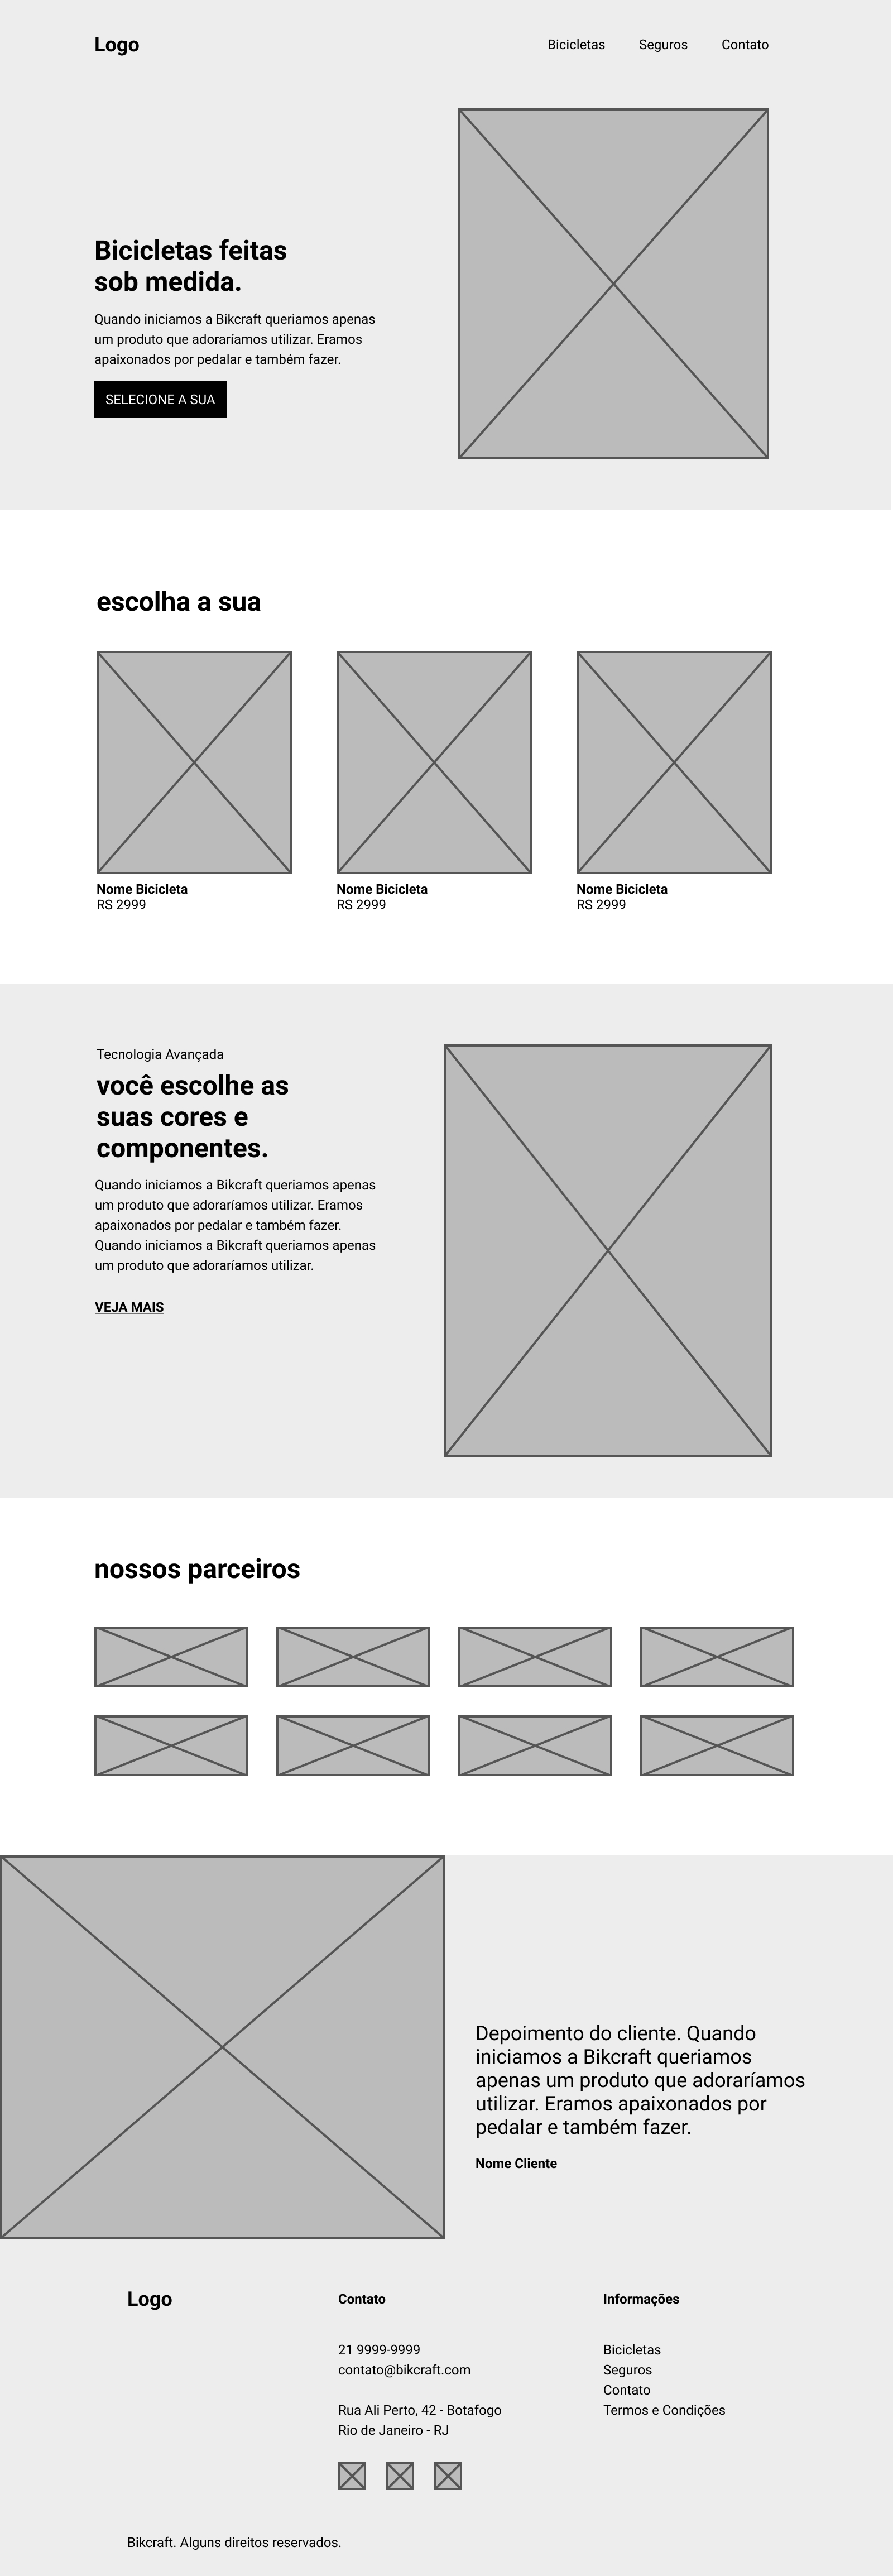 Logo
Bicicletas
Seguros
Contato
Bicicletas feitas
sob medida.
Quando iniciamos a Bikcraft queriamos apenas
um produto que adoraríamos utilizar. Eramos
apaixonados por pedalar e também fazer.
SELECIONE A SUA
escolha a sua
Nome Bicicleta
RS 2999
Nome Bicicleta
RS 2999
Nome Bicicleta
RS 2999
Tecnologia Avançada
você escolhe as
suas cores e
componentes.
Quando iniciamos a Bikcraft queriamos apenas
um produto que adoraríamos utilizar. Eramos
apaixonados por pedalar e também fazer.
Quando iniciamos a Bikcraft queriamos apenas
um produto que adoraríamos utilizar.
VEJA MAIS
nossos parceiros
Depoimento do cliente. Quando
iniciamos a Bikcraft queriamos
apenas um produto que adoraríamos
utilizar. Eramos apaixonados por
pedalar e também fazer.
Nome Cliente
Logo
Contato
21 9999-9999
contato@bikcraft.com
Rua Ali Perto, 42 - Botafogo
Rio de Janeiro - RJ
Informações
Bicicletas
Seguros
Contato
Termos e Condições
Bikcraft. Alguns direitos reservados.